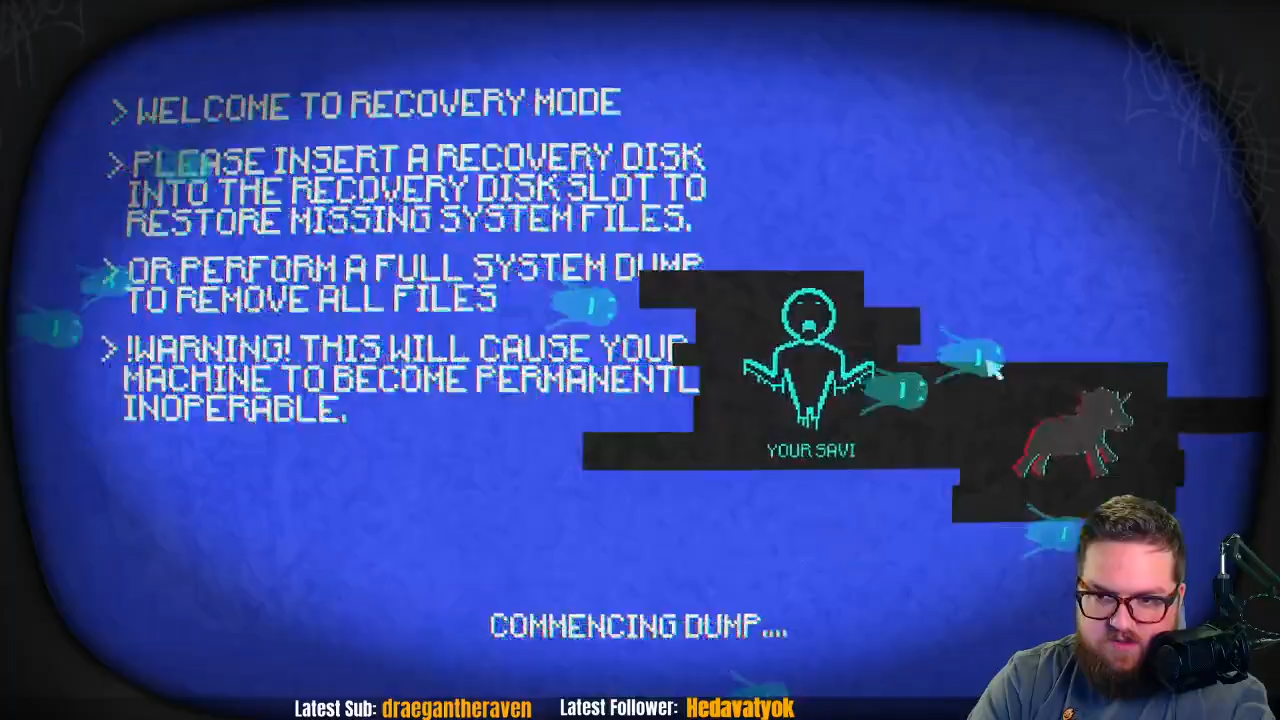 > WELCOME TO RECOVERY MODE
> PLEASE INSERT A RECOVERY DISK
INTO THE RECOVERY DISK SLOT TO
RESTORE MISSING SYSTEM FILES.
> OR PERFORM A FULL SYSTEM DUMP
TO REMOVE ALL FILES
> !WARNING! THIS WILL CAUSE YOUR
MACHINE TO BECOME PERMANENTL
INOPERABLE.
YOUR SAVI
COMMENCING DUMP....
Latest Sub: draegantheraven
Latest Follower: Hedavatyok